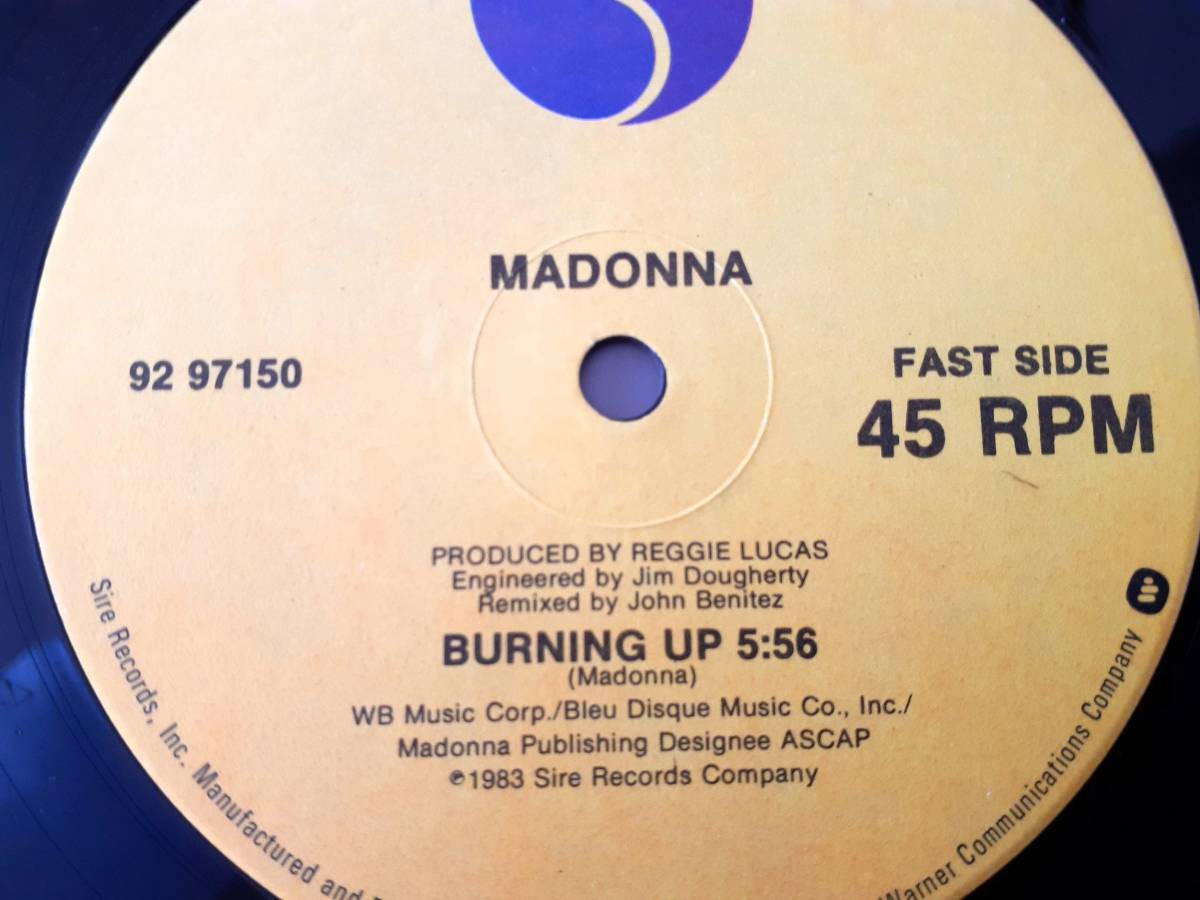 MADONNA
92 97150
FAST SIDE
45 RPM
PRODUCED BY REGGIE LUCAS
Engineered by Jim Dougherty
Remixed by John Benitez
BURNING UP 5:56
(Madonna)
WB Music Corp./Bleu Disque Music Co., Inc./
Madonna Publishing Designee ASCAP
℗1983 Sire Records Company
Sire Records, Inc. Manufactured and
Warner Communications Company